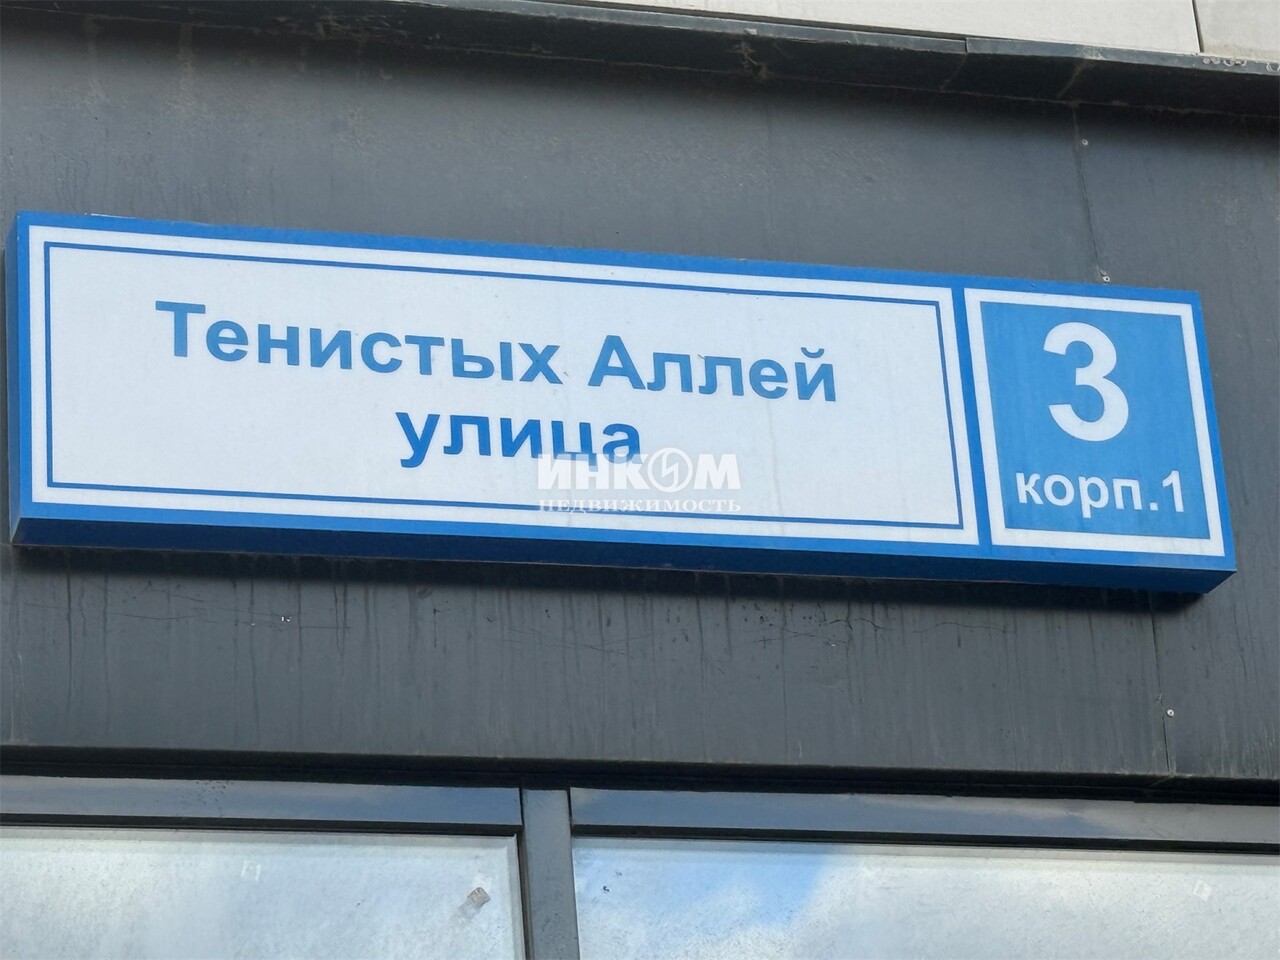 Тенистых Аллей
улица
3
корп.1
ИНКОМ
НЕДВИЖИМОСТЬ